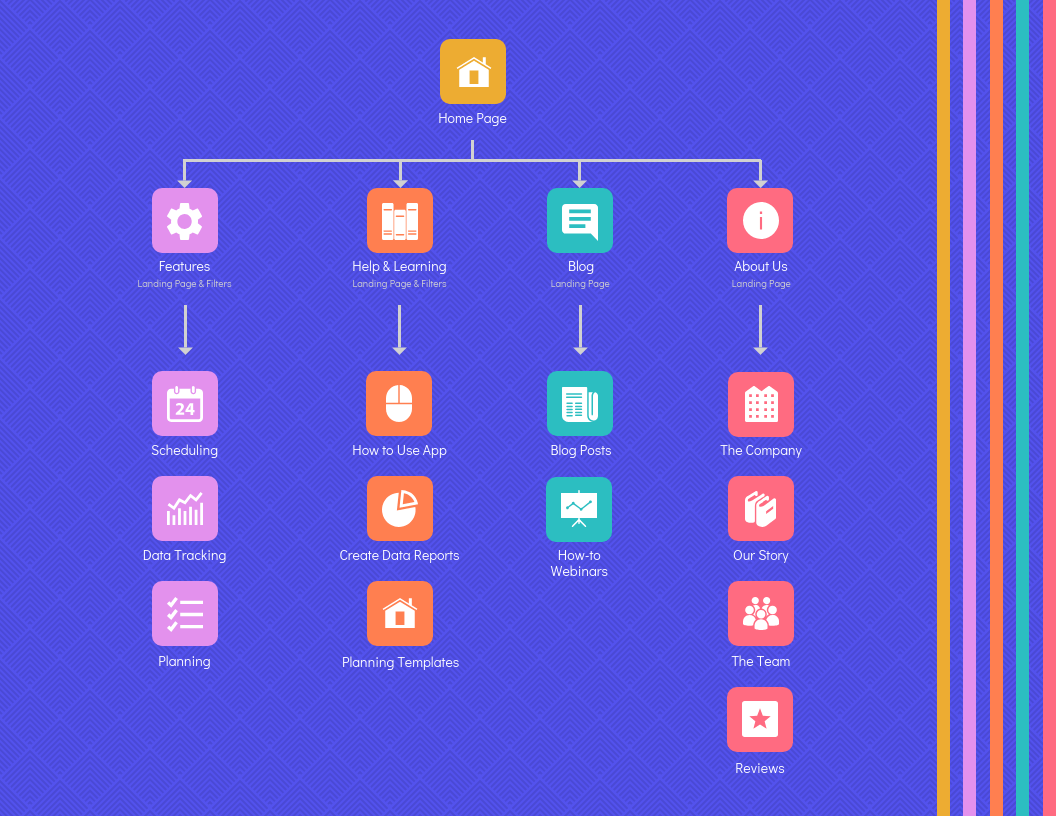 Home Page
Features
Landing Page & Filters
Help & Learning
Landing Page & Filters
Blog
Landing Page
i
About Us
Landing Page
24
Scheduling
How to Use App
Blog Posts
The Company
Data Tracking
Create Data Reports
How-to
Webinars
Our Story
Planning
Planning Templates
The Team
Reviews